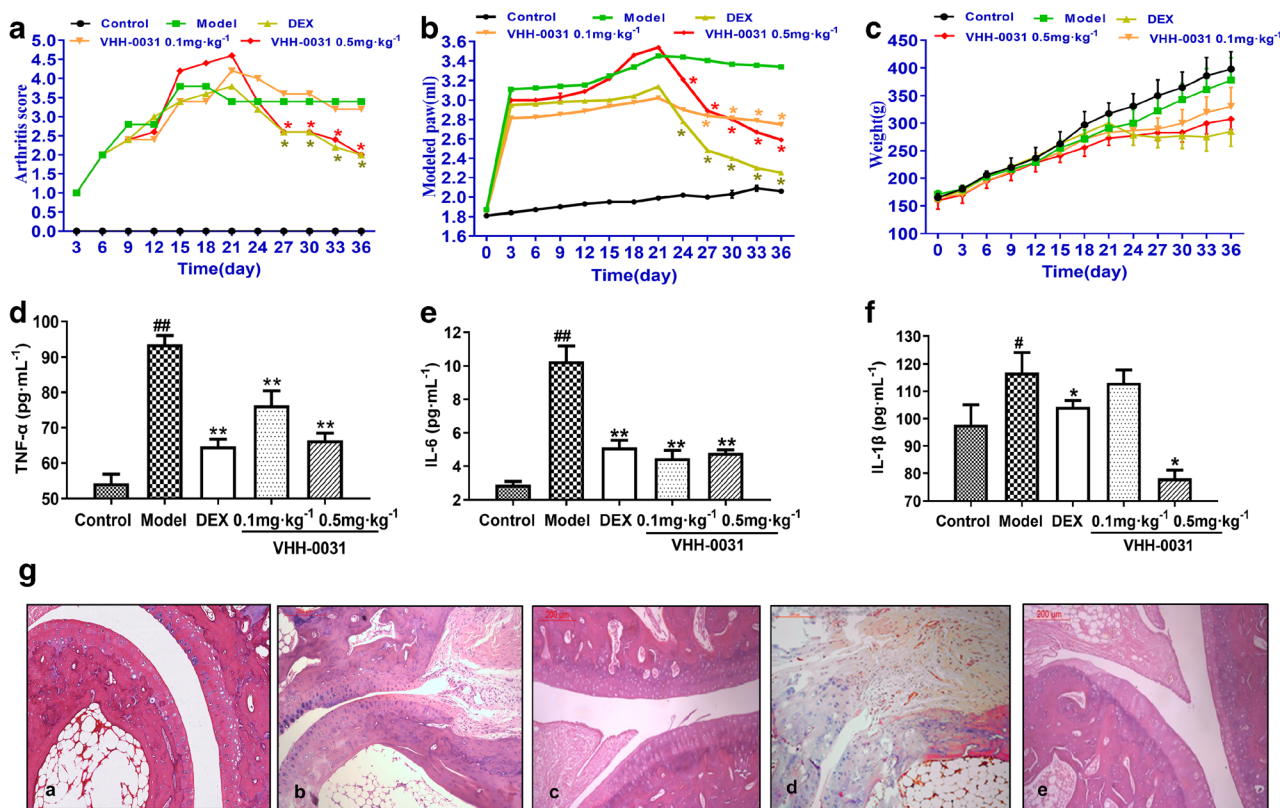 a
Control Model DEX
VHH-0031 0.1mg·kg⁻¹ VHH-0031 0.5mg·kg⁻¹
Arthritis score
5.0
4.5
4.0
3.5
3.0
2.5
2.0
1.5
1.0
0.5
0.0
* * * *
* *
3 6 9 12 15 18 21 24 27 30 33 36
Time(day)
b
Control Model DEX
VHH-0031 0.1mg·kg⁻¹ VHH-0031 0.5mg·kg⁻¹
Modeled paw(ml)
3.6
3.4
3.2
3.0
2.8
2.6
2.4
2.2
2.0
1.8
1.6
* * * * *
* * * *
* * * * *
0 3 6 9 12 15 18 21 24 27 30 33 36
Time(day)
c
Control Model DEX
VHH-0031 0.5mg·kg⁻¹ VHH-0031 0.1mg·kg⁻¹
Weight(g)
450
400
350
300
250
200
150
100
0 3 6 9 12 15 18 21 24 27 30 33 36
Time(day)
d
TNF-α (pg·mL⁻¹)
100
90
80
70
60
50
##
** ** **
Control Model DEX 0.1mg·kg⁻¹ 0.5mg·kg⁻¹
VHH-0031
e
IL-6 (pg·mL⁻¹)
12
10
8
6
4
2
##
** ** **
Control Model DEX 0.1mg·kg⁻¹ 0.5mg·kg⁻¹
VHH-0031
f
IL-1β (pg·mL⁻¹)
130
120
110
100
90
80
70
#
* *
Control Model DEX 0.1mg·kg⁻¹ 0.5mg·kg⁻¹
VHH-0031
g
200 μm 200 μm
a b c d e